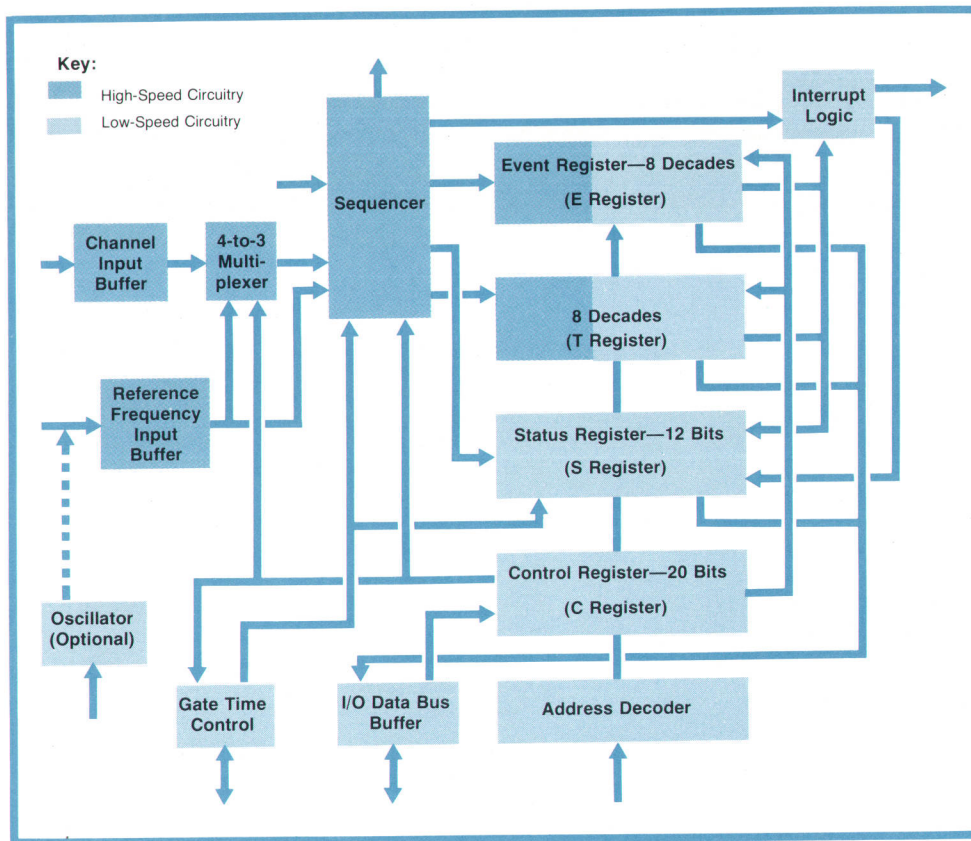 Key:
High-Speed Circuitry
Low-Speed Circuitry
Interrupt
Logic
Event Register—8 Decades
(E Register)
Sequencer
Channel
Input
Buffer
4-to-3
Multi-
plexer
8 Decades
(T Register)
Reference
Frequency
Input
Buffer
Status Register—12 Bits
(S Register)
Control Register—20 Bits
(C Register)
Oscillator
(Optional)
Gate Time
Control
I/O Data Bus
Buffer
Address Decoder